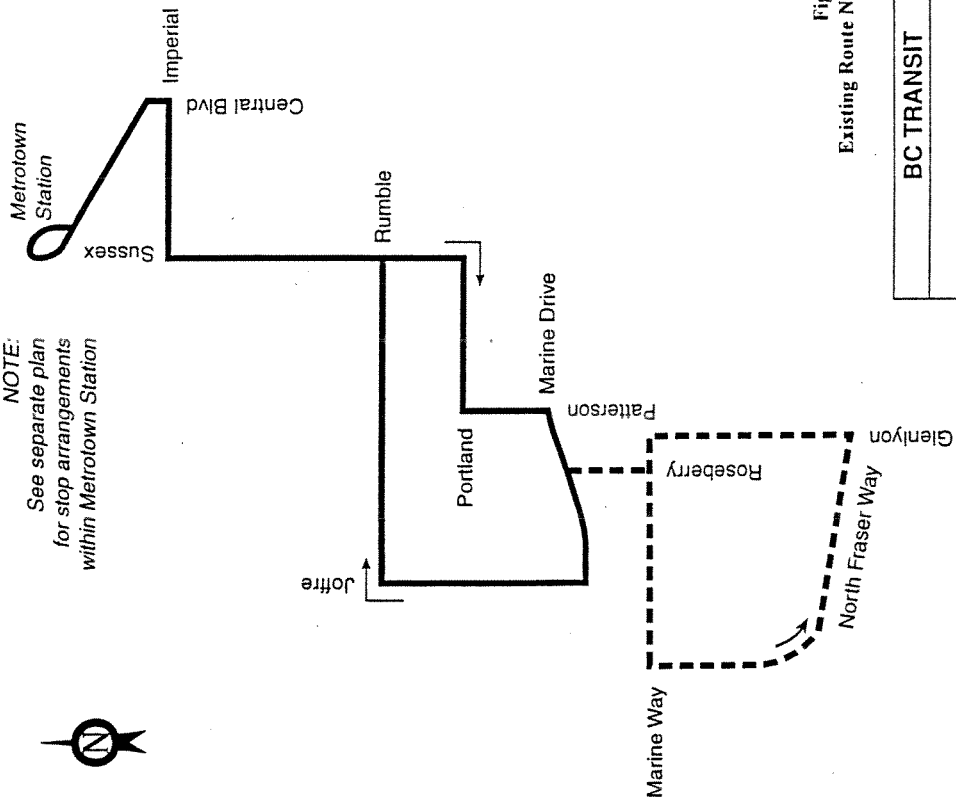 NOTE:
See separate plan
for stop arrangements
within Metrotown Station
Metrotown
Station
Imperial
Central Blvd
Sussex
Rumble
Joffre
Portland
Marine Drive
Patterson
Roseberry
Glenlyon
Marine Way
North Fraser Way
N
Existing Route
BC TRANSIT